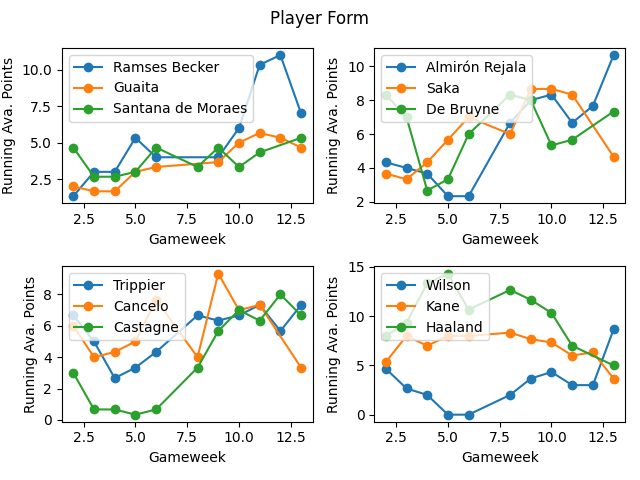 Player Form
Running Ava. Points
10.0
7.5
5.0
2.5
Ramses Becker
Guaita
Santana de Moraes
2.5 5.0 7.5 10.0 12.5
Gameweek
Running Ava. Points
10
8
6
4
2
Almirón Rejala
Saka
De Bruyne
2.5 5.0 7.5 10.0 12.5
Gameweek
Running Ava. Points
8
6
4
2
0
Trippier
Cancelo
Castagne
2.5 5.0 7.5 10.0 12.5
Gameweek
Running Ava. Points
15
10
5
0
Wilson
Kane
Haaland
2.5 5.0 7.5 10.0 12.5
Gameweek